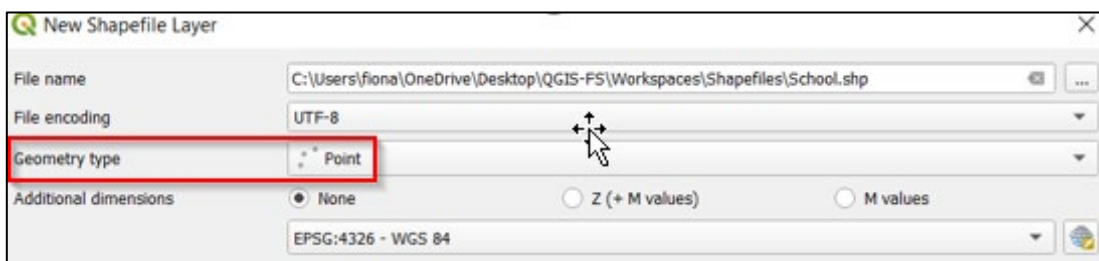 New Shapefile Layer
File name C:\Users\fiona\OneDrive\Desktop\QGIS-FS\Workspaces\Shapefiles\School.shp ...
File encoding UTF-8
Geometry type Point
Additional dimensions None Z (+ M values) M values
EPSG:4326 - WGS 84